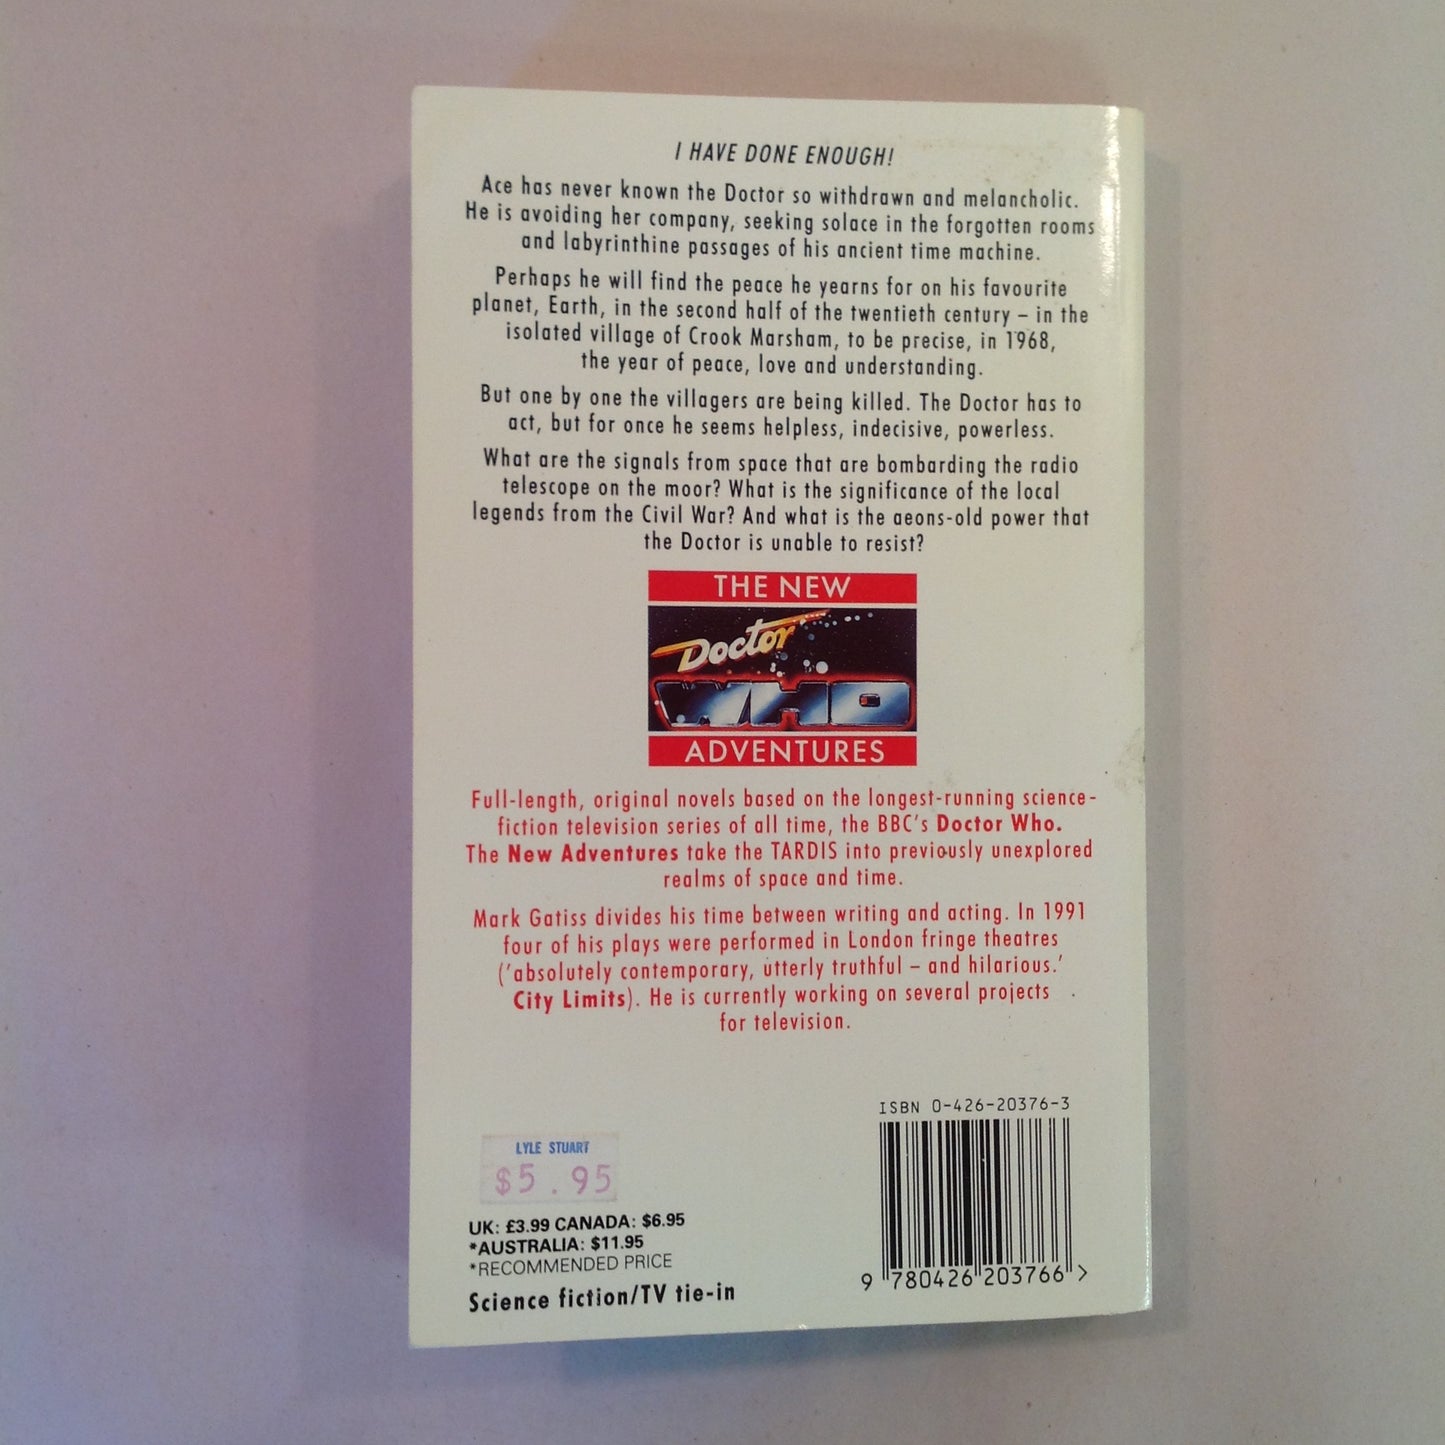 I HAVE DONE ENOUGH!
Ace has never known the Doctor so withdrawn and melancholic.
He is avoiding her company, seeking solace in the forgotten rooms
and labyrinthine passages of his ancient time machine.
Perhaps he will find the peace he yearns for on his favourite
planet, Earth, in the second half of the twentieth century – in the
isolated village of Crook Marsham, to be precise, in 1968,
the year of peace, love and understanding.
But one by one the villagers are being killed. The Doctor has to
act, but for once he seems helpless, indecisive, powerless.
What are the signals from space that are bombarding the radio
telescope on the moor? What is the significance of the local
legends from the Civil War? And what is the aeons-old power that
the Doctor is unable to resist?
THE NEW
Doctor
WHO
ADVENTURES
Full-length, original novels based on the longest-running science-
fiction television series of all time, the BBC's Doctor Who.
The New Adventures take the TARDIS into previously unexplored
realms of space and time.
Mark Gatiss divides his time between writing and acting. In 1991
four of his plays were performed in London fringe theatres
('absolutely contemporary, utterly truthful – and hilarious.'
City Limits). He is currently working on several projects
for television.
ISBN 0-426-20376-3
9 780426 203766 >
LYLE STUART
$5.95
UK: £3.99 CANADA: $6.95
*AUSTRALIA: $11.95
*RECOMMENDED PRICE
Science fiction/TV tie-in